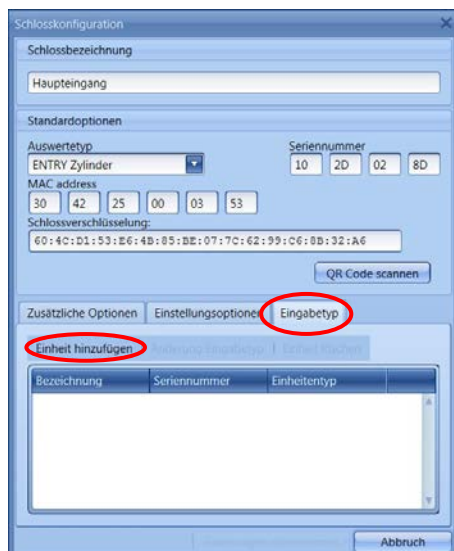 Schlosskonfiguration
Schlossbezeichnung
Haupteingang
Standardoptionen
Auswertetyp Seriennummer
ENTRY Zylinder 10 2D 02 8D
MAC address
30 42 25 00 03 53
Schlossverschlüsselung:
60:4C:D1:53:E6:4B:85:BE:07:7C:62:99:C6:8B:32:A6
QR Code scannen
Zusätzliche Optionen Einstellungsoptionen Eingabetyp
Einheit hinzufügen Änderung Eingabetyp Einheit löschen
Bezeichnung Seriennummer Einheitentyp
Abbruch